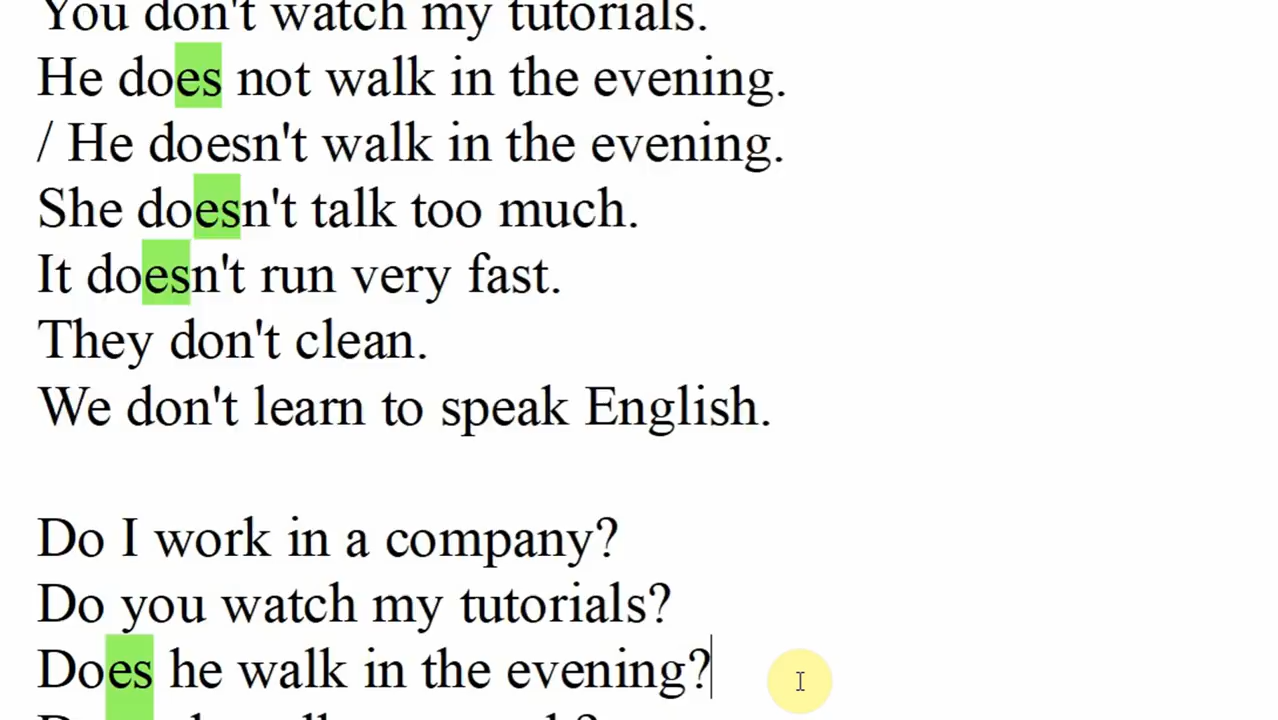 You don't watch my tutorials.
He does not walk in the evening.
/ He doesn't walk in the evening.
She doesn't talk too much.
It doesn't run very fast.
They don't clean.
We don't learn to speak English.
Do I work in a company?
Do you watch my tutorials?
Does he walk in the evening?